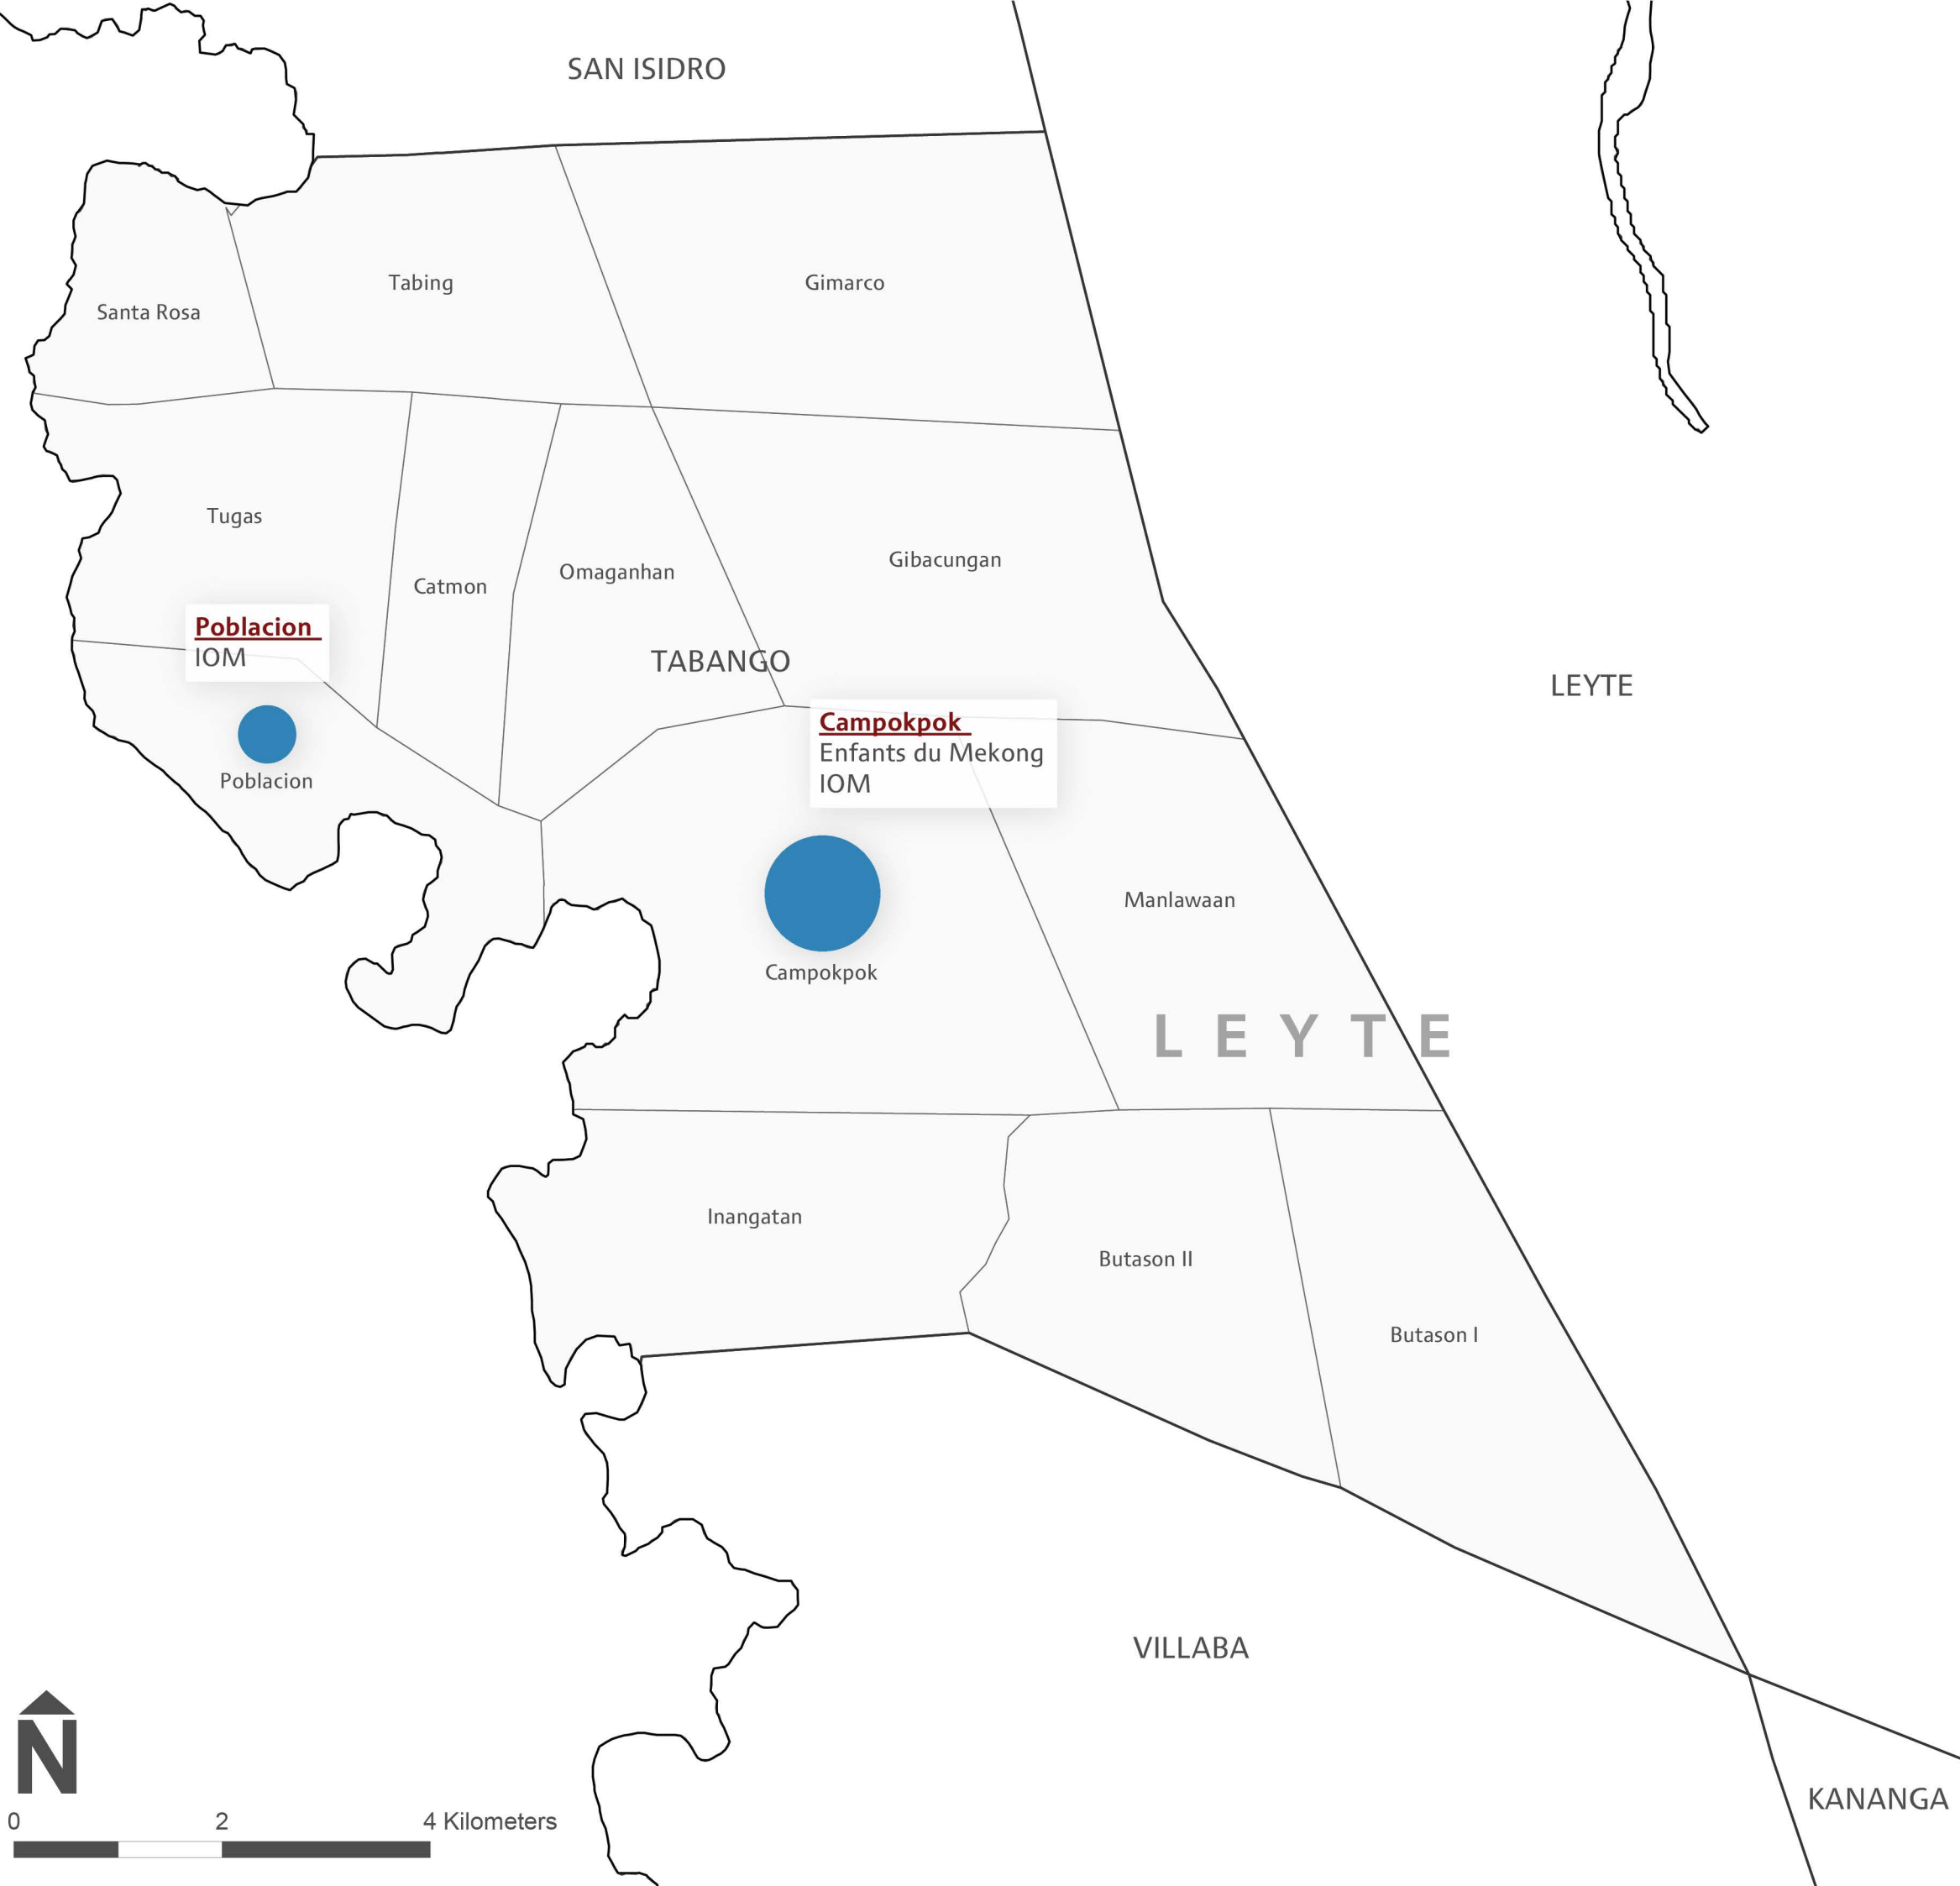 SAN ISIDRO
Tabing
Gimarco
Santa Rosa
Tugas
Catmon
Omaganhan
Gibacungan
Poblacion
IOM
TABANGO
LEYTE
Campokpok
Enfants du Mekong
IOM
Poblacion
Manlawaan
Campokpok
LEYTE
Inangatan
Butason II
Butason I
VILLABA
N
KANANGA
0 2 4 Kilometers